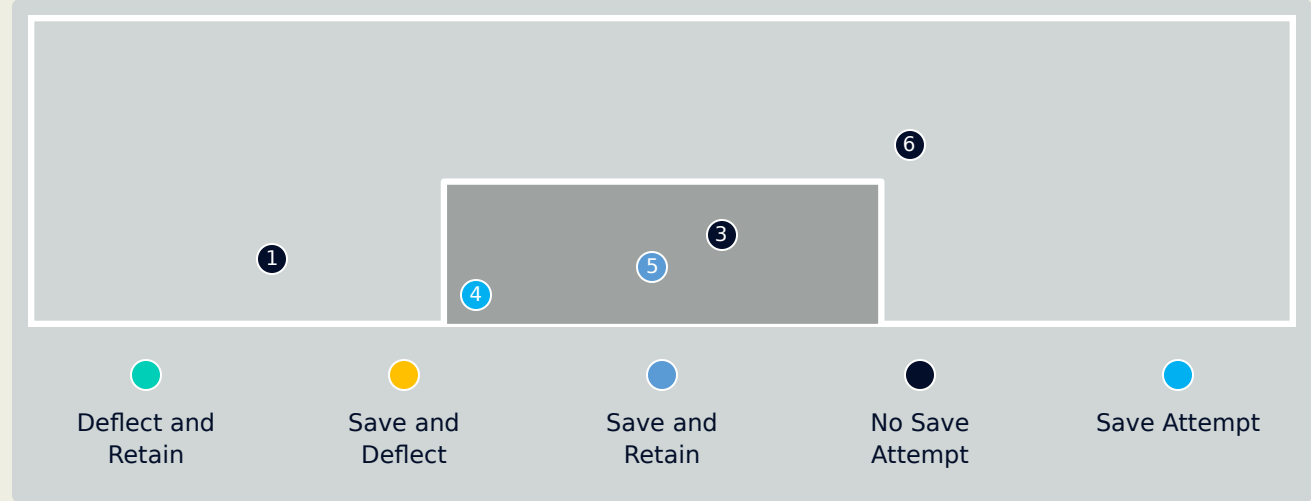 6
3
1
5
4
Deflect and
Retain
Save and
Deflect
Save and
Retain
No Save
Attempt
Save Attempt